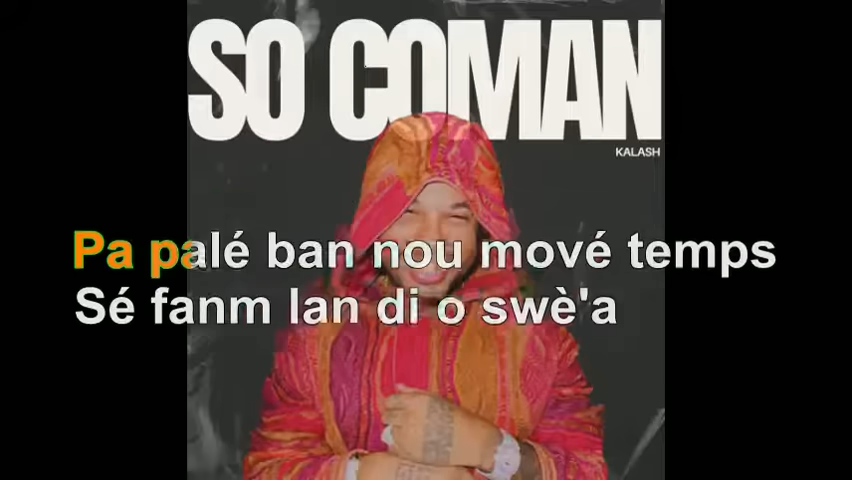 SO COMAN
KALASH
Pa palé ban nou mové temps
Sé fanm lan di o swè'a